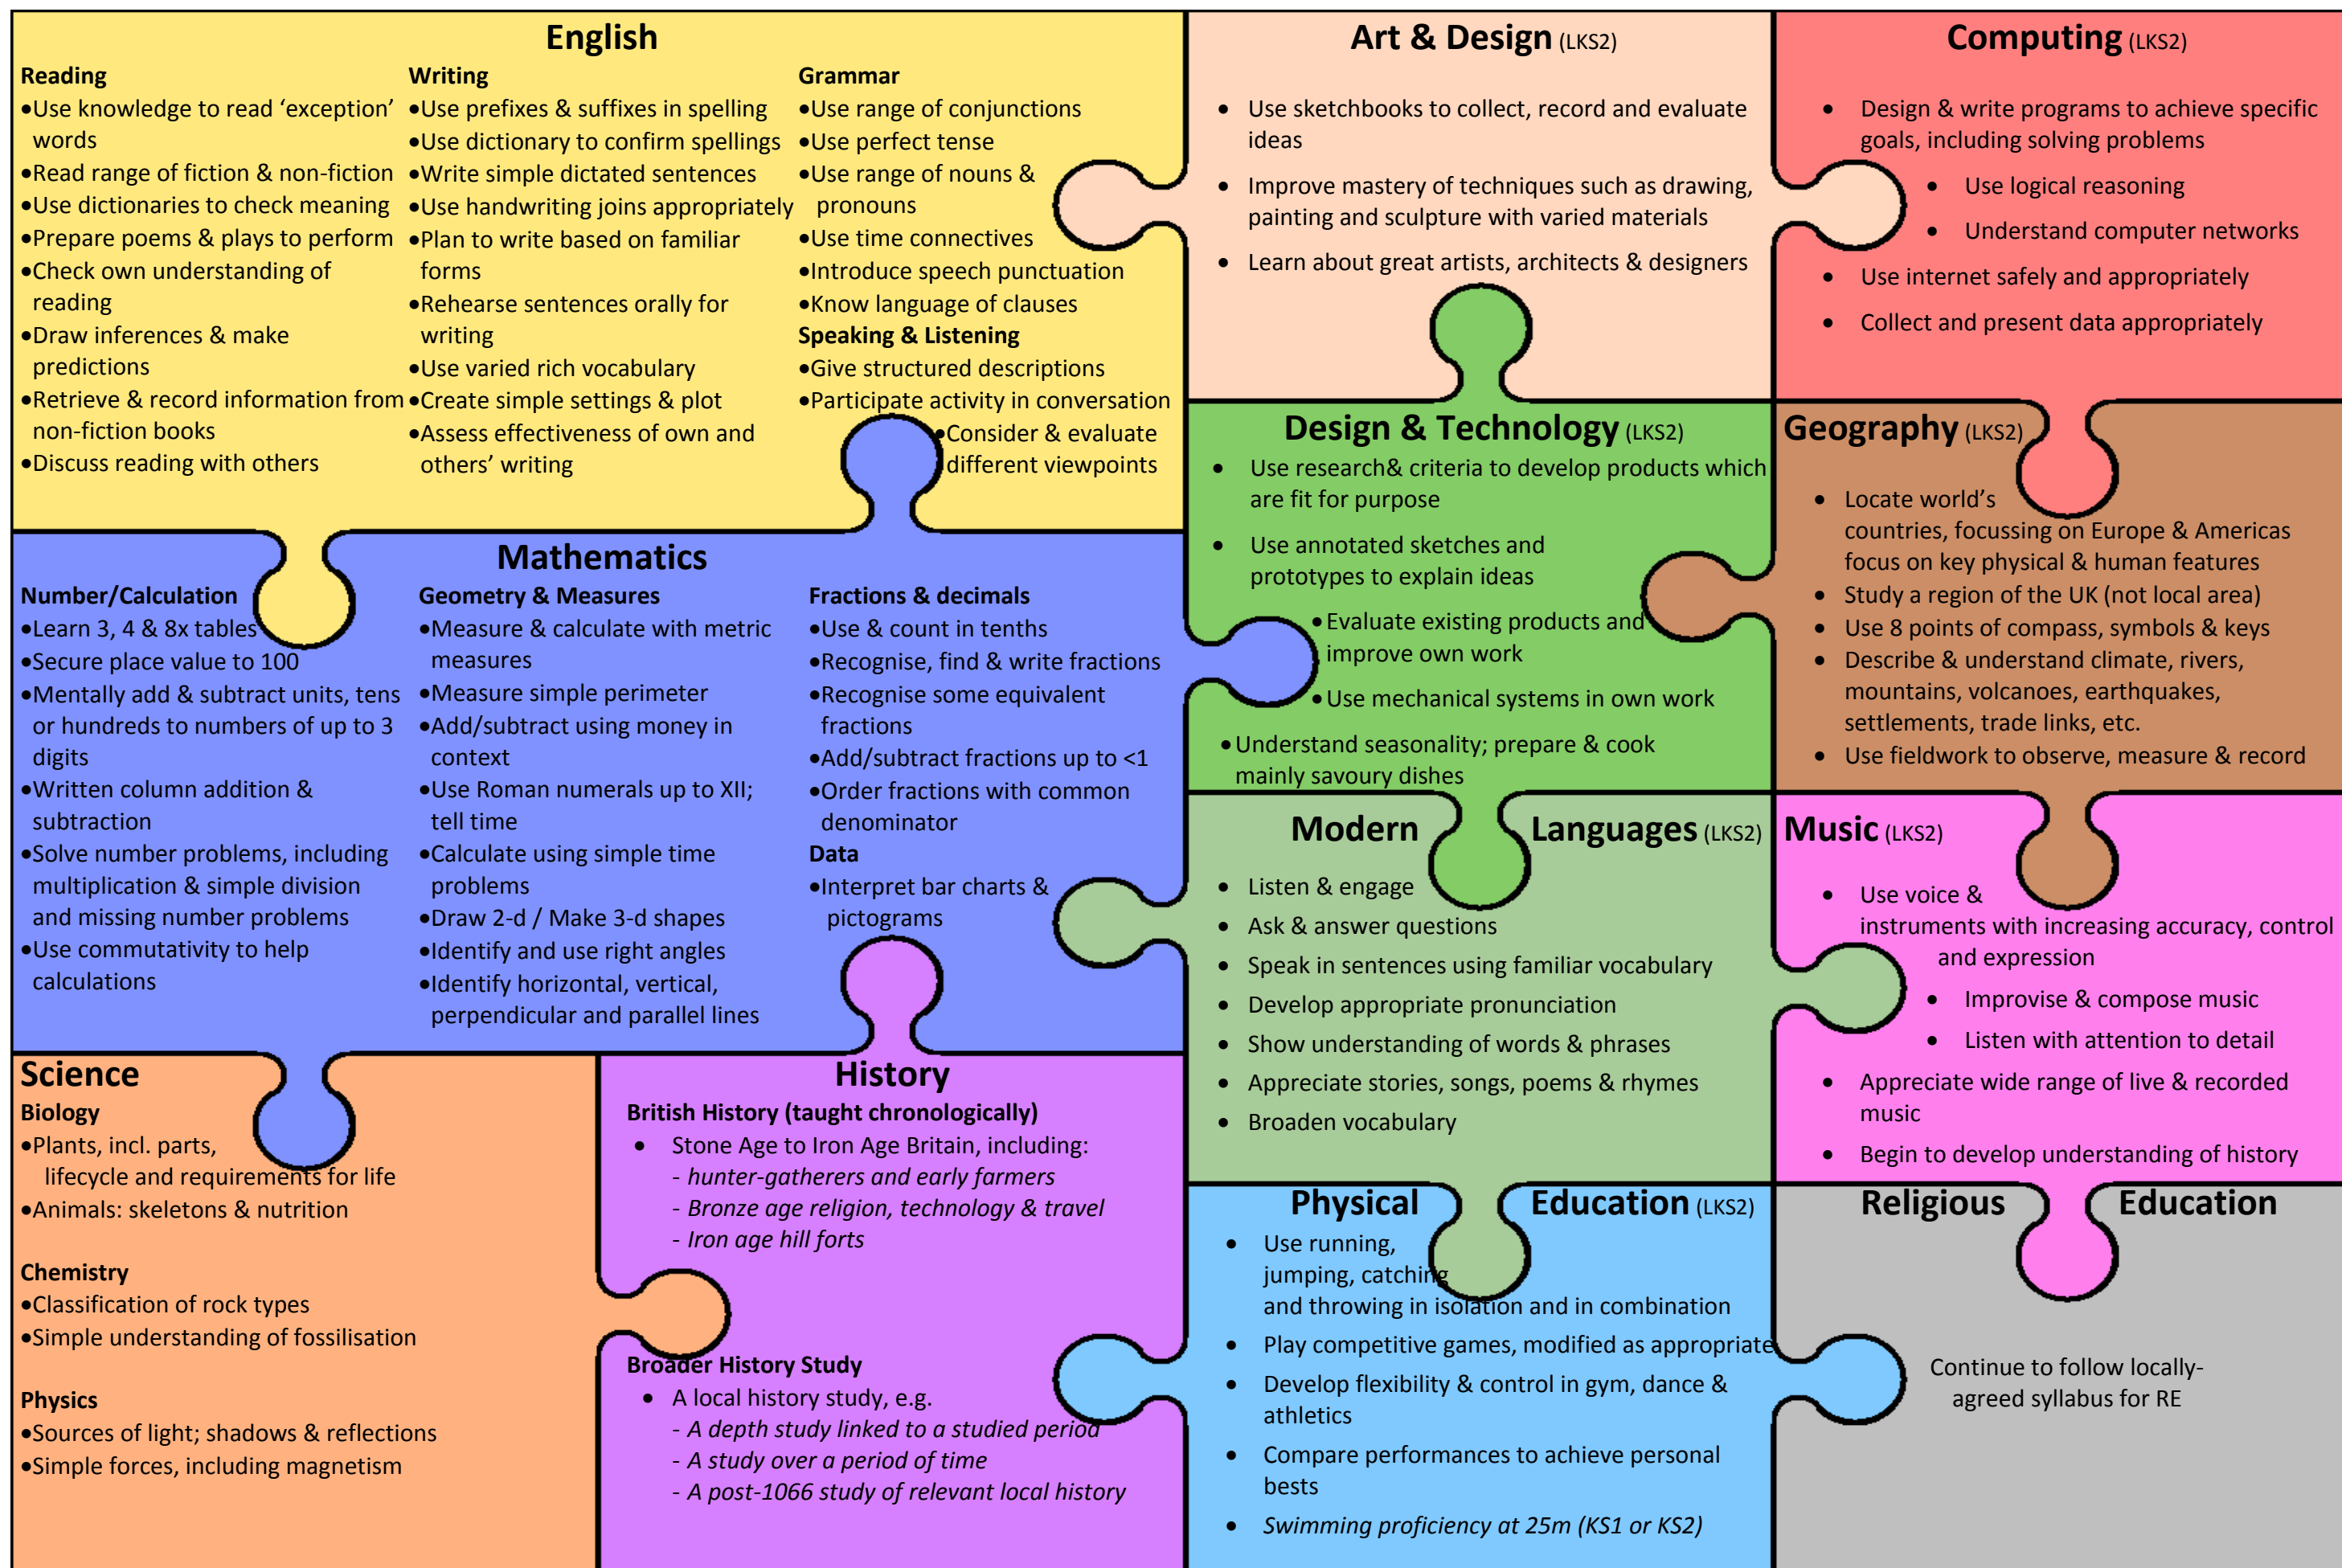 English
Reading
•Use knowledge to read ‘exception’
words
•Read range of fiction & non-fiction
•Use dictionaries to check meaning
•Prepare poems & plays to perform
•Check own understanding of
reading
•Draw inferences & make
predictions
•Retrieve & record information from
non-fiction books
•Discuss reading with others
Writing
•Use prefixes & suffixes in spelling
•Use dictionary to confirm spellings
•Write simple dictated sentences
•Use handwriting joins appropriately
•Plan to write based on familiar
forms
•Rehearse sentences orally for
writing
•Use varied rich vocabulary
•Create simple settings & plot
•Assess effectiveness of own and
others’ writing
Grammar
•Use range of conjunctions
•Use perfect tense
•Use range of nouns &
pronouns
•Use time connectives
•Introduce speech punctuation
•Know language of clauses
Speaking & Listening
•Give structured descriptions
•Participate activity in conversation
•Consider & evaluate
different viewpoints
Art & Design (LKS2)
• Use sketchbooks to collect, record and evaluate
ideas
• Improve mastery of techniques such as drawing,
painting and sculpture with varied materials
• Learn about great artists, architects & designers
Computing (LKS2)
• Design & write programs to achieve specific
goals, including solving problems
• Use logical reasoning
• Understand computer networks
• Use internet safely and appropriately
• Collect and present data appropriately
Mathematics
Number/Calculation
•Learn 3, 4 & 8x tables
•Secure place value to 100
•Mentally add & subtract units, tens
or hundreds to numbers of up to 3
digits
•Written column addition &
subtraction
•Solve number problems, including
multiplication & simple division
and missing number problems
•Use commutativity to help
calculations
Geometry & Measures
•Measure & calculate with metric
measures
•Measure simple perimeter
•Add/subtract using money in
context
•Use Roman numerals up to XII;
tell time
•Calculate using simple time
problems
•Draw 2-d / Make 3-d shapes
•Identify and use right angles
•Identify horizontal, vertical,
perpendicular and parallel lines
Fractions & decimals
•Use & count in tenths
•Recognise, find & write fractions
•Recognise some equivalent
fractions
•Add/subtract fractions up to <1
•Order fractions with common
denominator
Data
•Interpret bar charts &
pictograms
Design & Technology (LKS2)
• Use research& criteria to develop products which
are fit for purpose
• Use annotated sketches and
prototypes to explain ideas
•Evaluate existing products and
improve own work
•Use mechanical systems in own work
•Understand seasonality; prepare & cook
mainly savoury dishes
Geography (LKS2)
• Locate world’s
countries, focussing on Europe & Americas
focus on key physical & human features
• Study a region of the UK (not local area)
• Use 8 points of compass, symbols & keys
• Describe & understand climate, rivers,
mountains, volcanoes, earthquakes,
settlements, trade links, etc.
• Use fieldwork to observe, measure & record
Modern Languages (LKS2)
• Listen & engage
• Ask & answer questions
• Speak in sentences using familiar vocabulary
• Develop appropriate pronunciation
• Show understanding of words & phrases
• Appreciate stories, songs, poems & rhymes
• Broaden vocabulary
Music (LKS2)
• Use voice &
instruments with increasing accuracy, control
and expression
• Improvise & compose music
• Listen with attention to detail
• Appreciate wide range of live & recorded
music
• Begin to develop understanding of history
Science
Biology
•Plants, incl. parts,
lifecycle and requirements for life
•Animals: skeletons & nutrition
Chemistry
•Classification of rock types
•Simple understanding of fossilisation
Physics
•Sources of light; shadows & reflections
•Simple forces, including magnetism
History
British History (taught chronologically)
• Stone Age to Iron Age Britain, including:
- hunter-gatherers and early farmers
- Bronze age religion, technology & travel
- Iron age hill forts
Broader History Study
• A local history study, e.g.
- A depth study linked to a studied period
- A study over a period of time
- A post-1066 study of relevant local history
Physical Education (LKS2)
• Use running,
jumping, catching
and throwing in isolation and in combination
• Play competitive games, modified as appropriate
• Develop flexibility & control in gym, dance &
athletics
• Compare performances to achieve personal
bests
• Swimming proficiency at 25m (KS1 or KS2)
Religious Education
Continue to follow locally-
agreed syllabus for RE